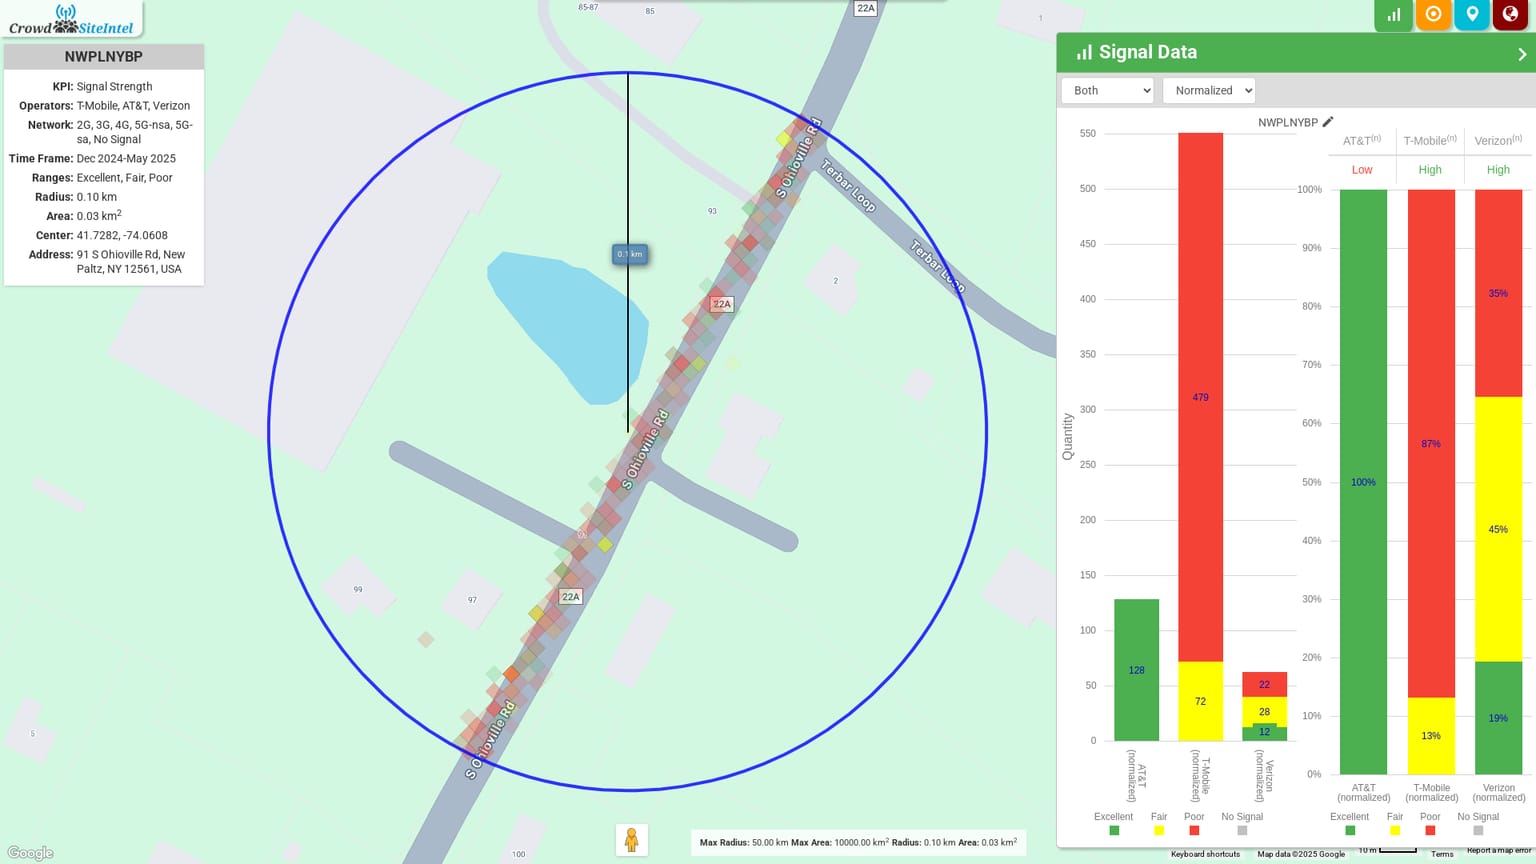 CrowdSiteIntel
NWPLNYBP
KPI: Signal Strength
Operators: T-Mobile, AT&T, Verizon
Network: 2G, 3G, 4G, 5G-nsa, 5G-
sa, No Signal
Time Frame: Dec 2024-May 2025
Ranges: Excellent, Fair, Poor
Radius: 0.10 km
Area: 0.03 km²
Center: 41.7282, -74.0608
Address: 91 S Ohioville Rd, New
Paltz, NY 12561, USA
85-87
85
22A
1
S Ohioville Rd
Terbar Loop
93
Terbar Loop
0.1 km
2
22A
S Ohioville Rd
91
99
97
22A
5
S Ohioville Rd
100
Google
Max Radius: 50.00 km Max Area: 10000.00 km² Radius: 0.10 km Area: 0.03 km²
Keyboard shortcuts
Map data ©2025 Google
10 m
Terms
Report a map error
Signal Data
Both
Normalized
NWPLNYBP
Quantity
550
500
450
400
350
300
250
200
150
100
50
0
128
479
72
22
28
12
AT&T
(normalized)
T-Mobile
(normalized)
Verizon
(normalized)
Excellent Fair Poor No Signal
AT&T(n) T-Mobile(n) Verizon(n)
Low High High
100%
90%
80%
70%
60%
50%
40%
30%
20%
10%
0%
100%
87%
13%
35%
45%
19%
AT&T
(normalized)
T-Mobile
(normalized)
Verizon
(normalized)
Excellent Fair Poor No Signal